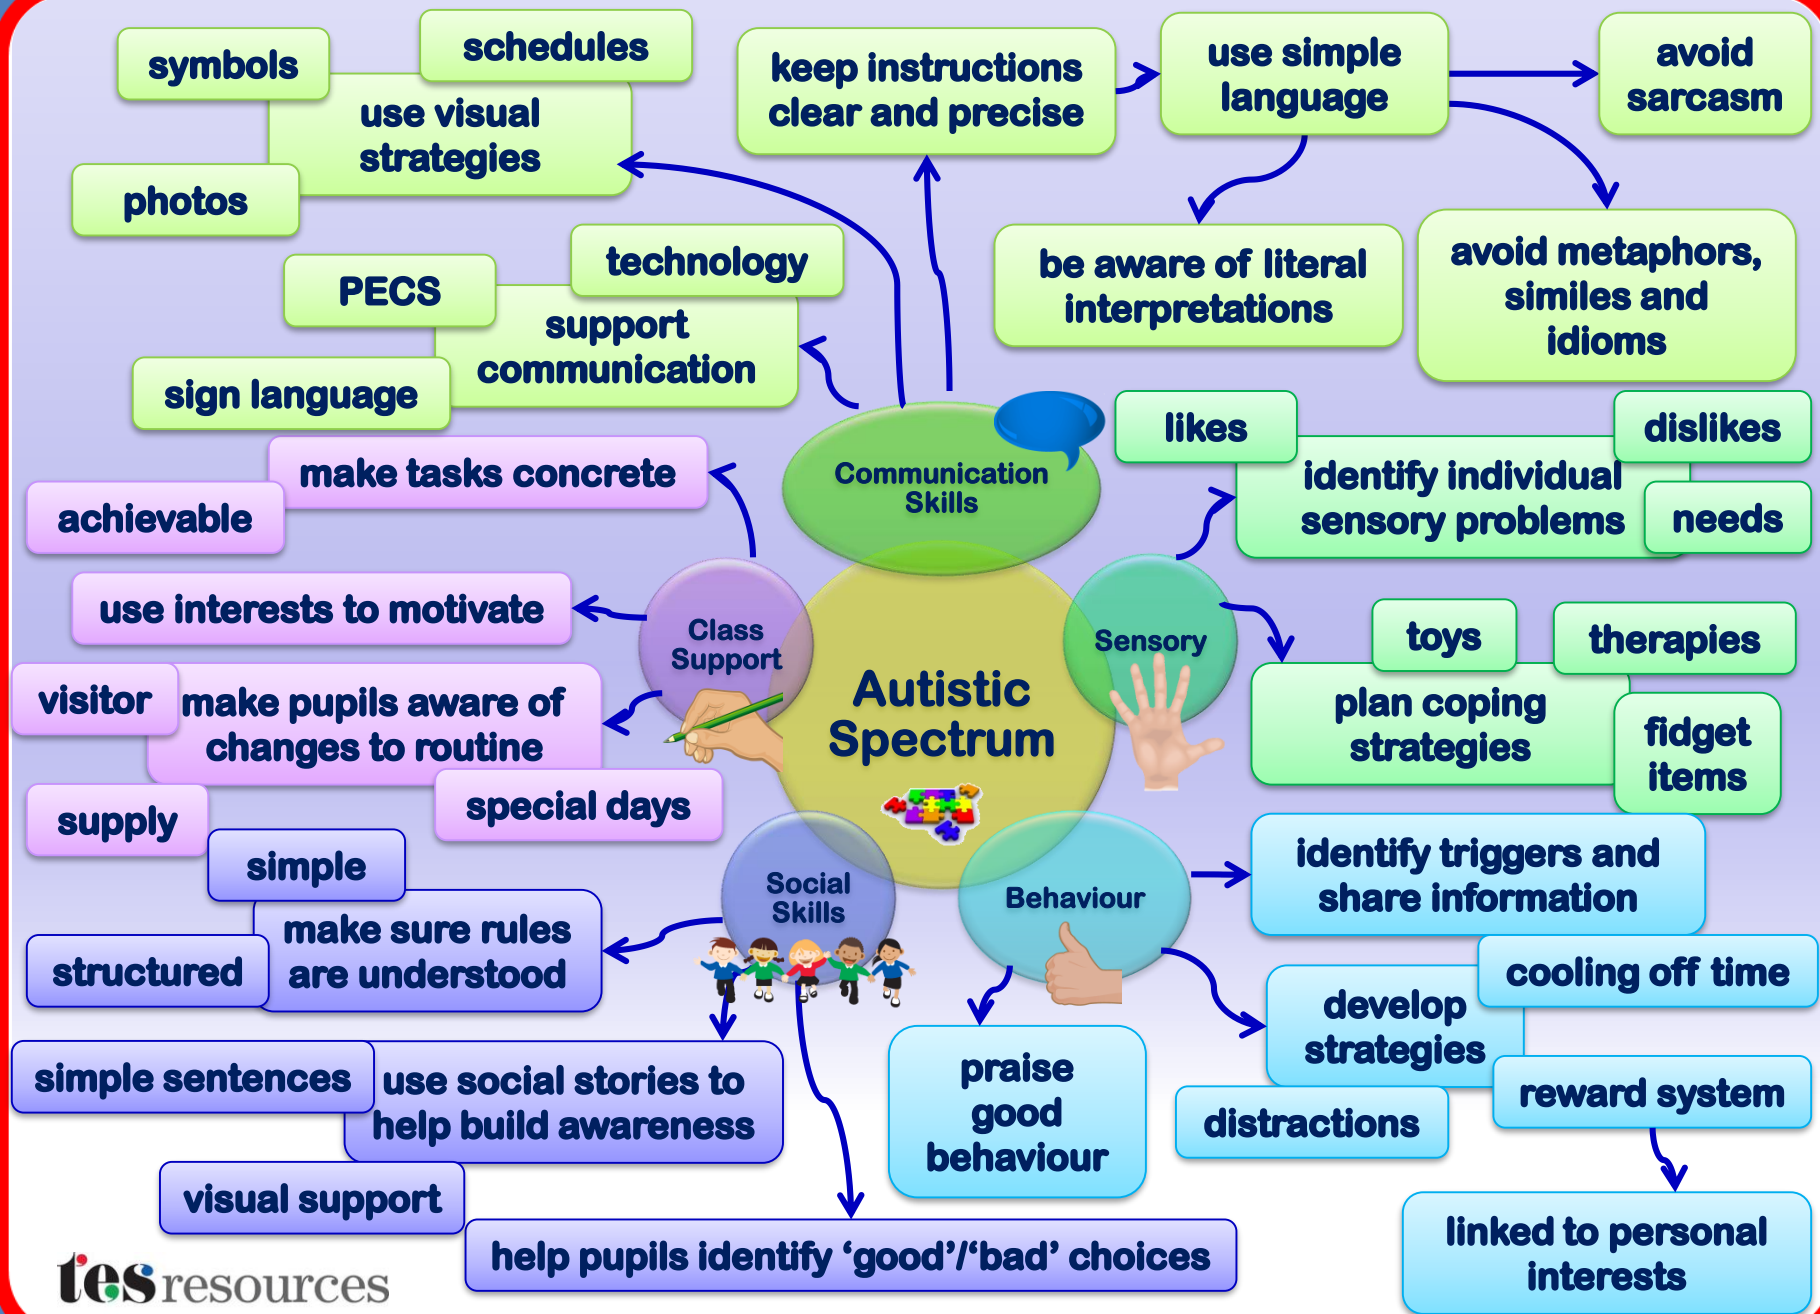 symbols
schedules
use visual
strategies
photos
keep instructions
clear and precise
use simple
language
avoid
sarcasm
be aware of literal
interpretations
avoid metaphors,
similes and
idioms
technology
PECS
support
communication
sign language
Communication
Skills
likes
dislikes
identify individual
sensory problems
needs
make tasks concrete
achievable
use interests to motivate
Class
Support
visitor
make pupils aware of
changes to routine
supply
special days
Autistic
Spectrum
Sensory
toys
therapies
plan coping
strategies
fidget
items
simple
make sure rules
are understood
structured
Social
Skills
simple sentences
use social stories to
help build awareness
visual support
help pupils identify ‘good’/‘bad’ choices
Behaviour
identify triggers and
share information
cooling off time
develop
strategies
reward system
distractions
praise
good
behaviour
linked to personal
interests
tes resources